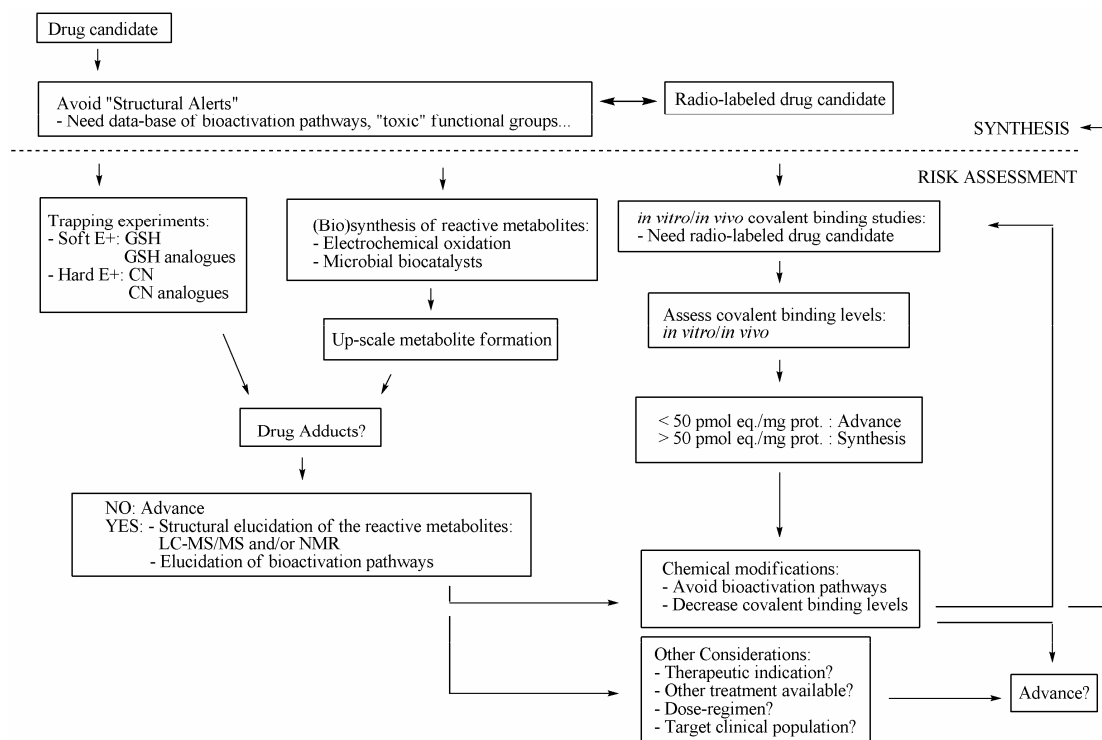 Drug candidate
Avoid "Structural Alerts"
- Need data-base of bioactivation pathways, "toxic" functional groups...
Radio-labeled drug candidate
SYNTHESIS
RISK ASSESSMENT
Trapping experiments:
- Soft E+: GSH
GSH analogues
- Hard E+: CN
CN analogues
(Bio)synthesis of reactive metabolites:
- Electrochemical oxidation
- Microbial biocatalysts
in vitro/in vivo covalent binding studies:
- Need radio-labeled drug candidate
Up-scale metabolite formation
Assess covalent binding levels:
in vitro/in vivo
Drug Adducts?
< 50 pmol eq./mg prot. : Advance
> 50 pmol eq./mg prot. : Synthesis
NO: Advance
YES: - Structural elucidation of the reactive metabolites:
LC-MS/MS and/or NMR
- Elucidation of bioactivation pathways
Chemical modifications:
- Avoid bioactivation pathways
- Decrease covalent binding levels
Other Considerations:
- Therapeutic indication?
- Other treatment available?
- Dose-regimen?
- Target clinical population?
Advance?